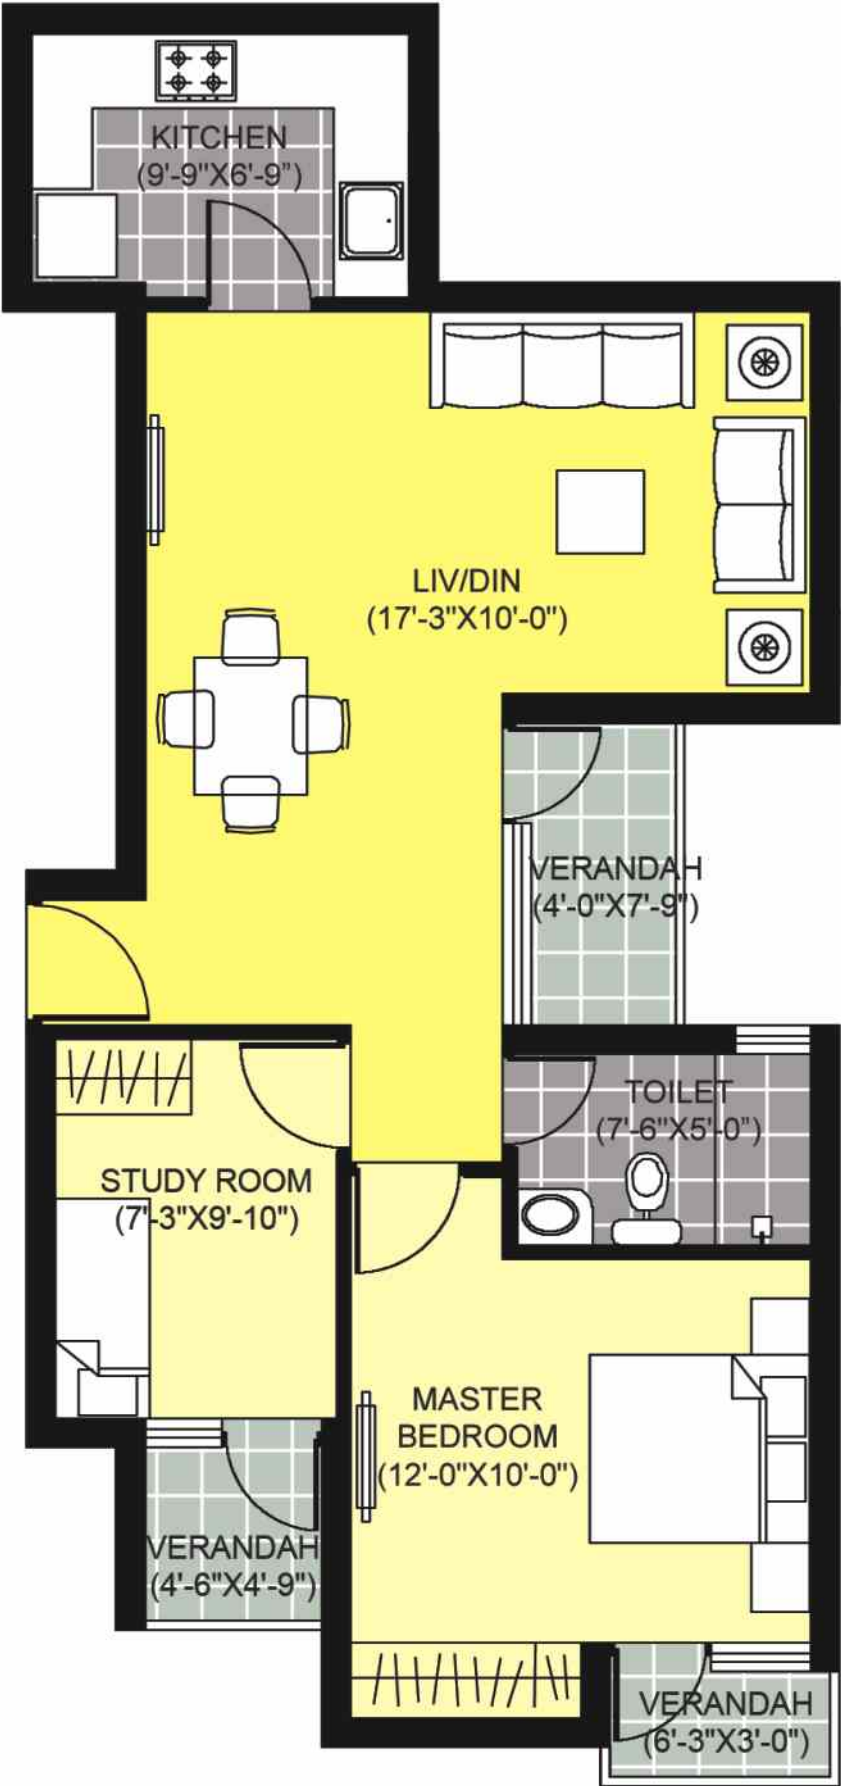 KITCHEN
(9'-9"X6'-9")
LIV/DIN
(17'-3"X10'-0")
VERANDAH
(4'-0"X7'-9")
TOILET
(7'-6"X5'-0")
STUDY ROOM
(7'-3"X9'-10")
MASTER
BEDROOM
(12'-0"X10'-0")
VERANDAH
(4'-6"X4'-9")
VERANDAH
(6'-3"X3'-0")